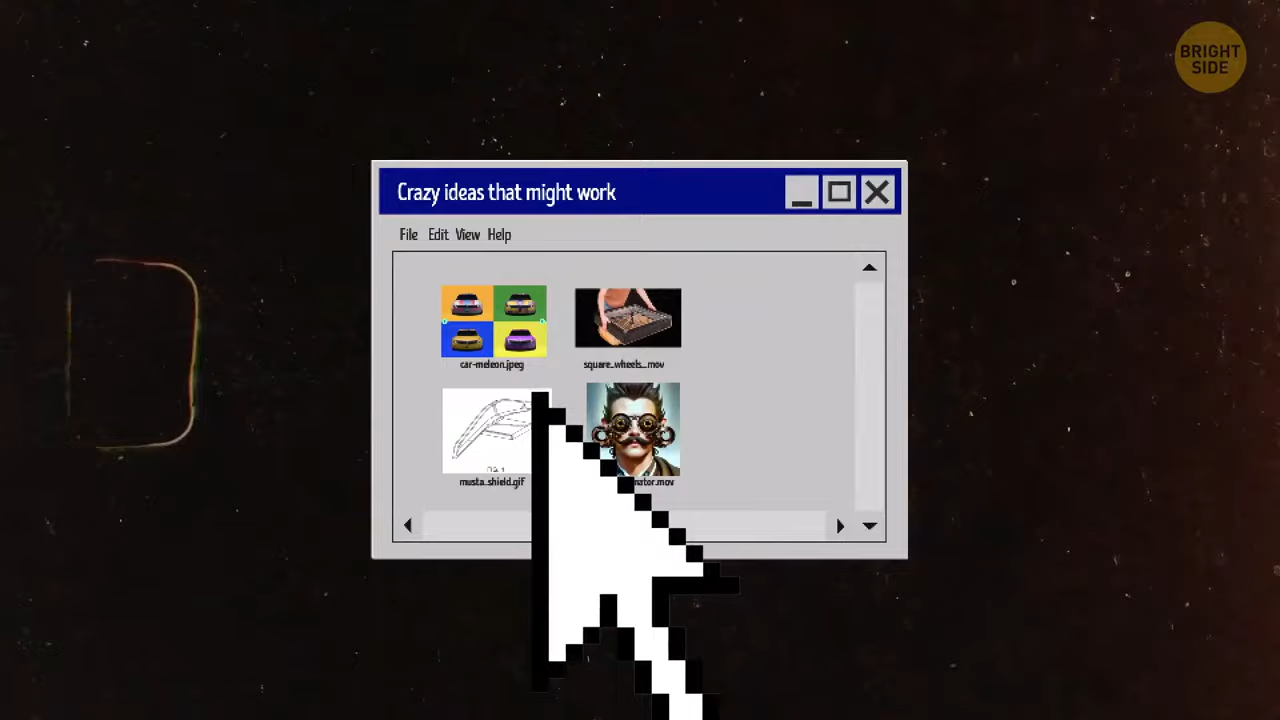 BRIGHT
SIDE
Crazy ideas that might work
File Edit View Help
car-meleon.jpeg
square_wheels_.mov
musta_shield.gif